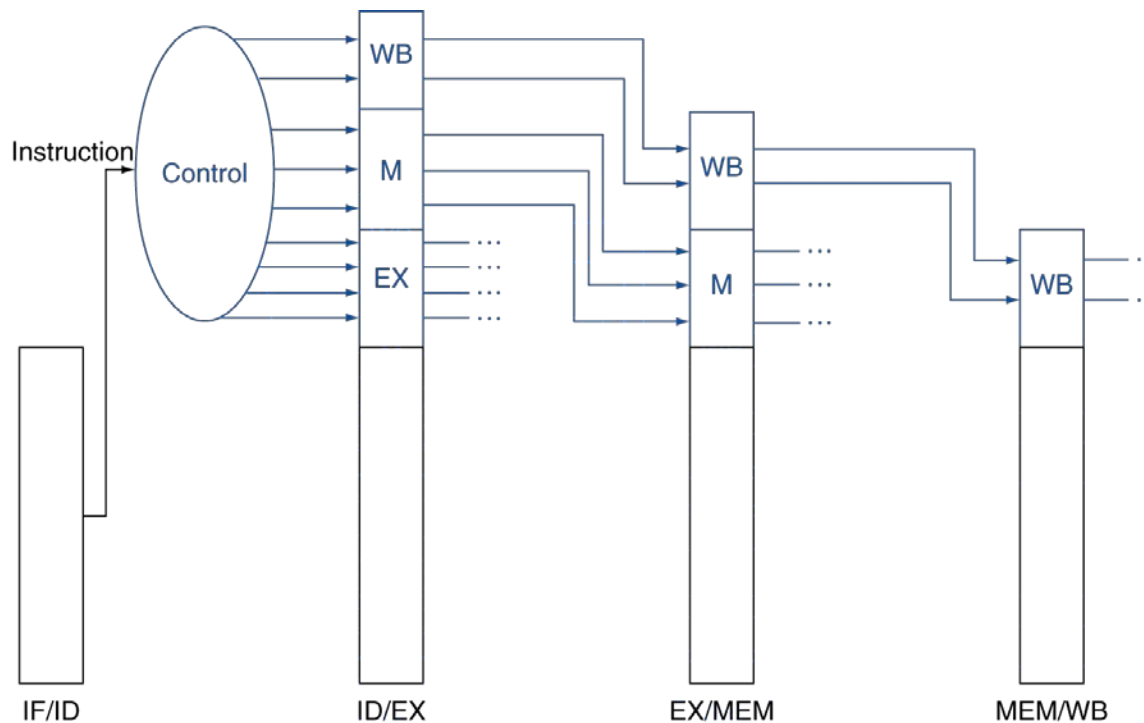 WB
Instruction
Control
M
WB
EX
...
...
...
...
M
...
...
...
WB
..
..
IF/ID
ID/EX
EX/MEM
MEM/WB